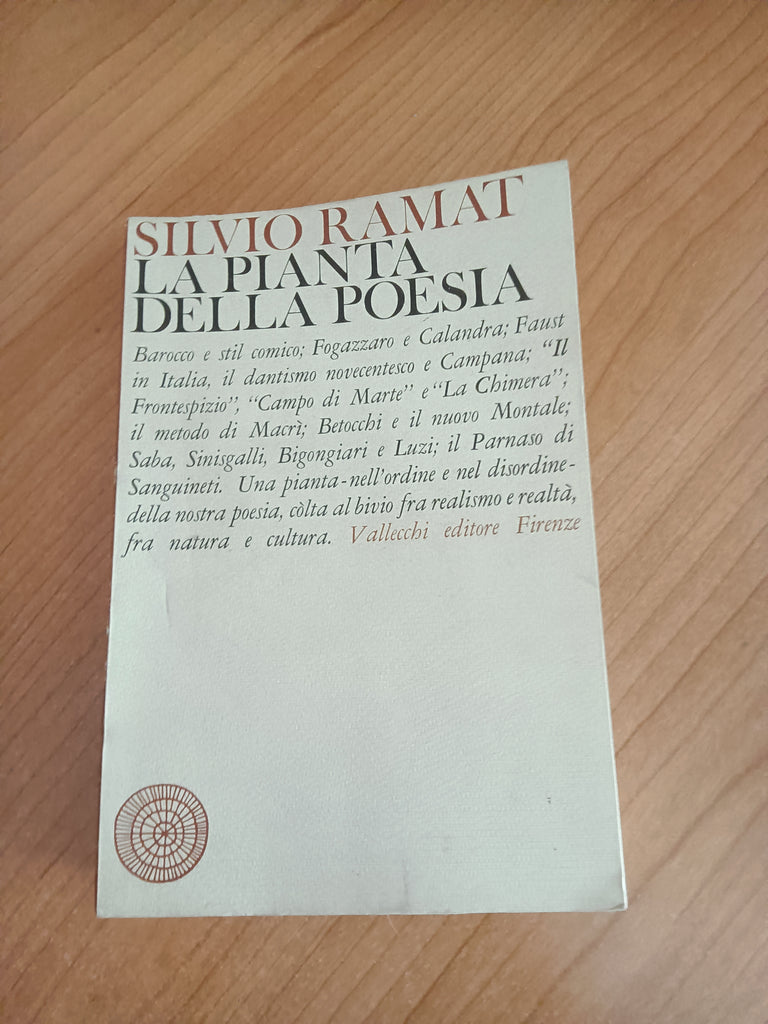 SILVIO RAMAT
LA PIANTA
DELLA POESIA
Barocco e stil comico; Fogazzaro e Calandra; Faust
in Italia, il dantismo novecentesco e Campana; “Il
Frontespizio”, “Campo di Marte” e “La Chimera”;
il metodo di Macrì; Betocchi e il nuovo Montale;
Saba, Sinisgalli, Bigongiari e Luzi; il Parnaso di
Sanguineti. Una pianta - nell'ordine e nel disordine -
della nostra poesia, còlta al bivio fra realismo e realtà,
fra natura e cultura. Vallecchi editore Firenze